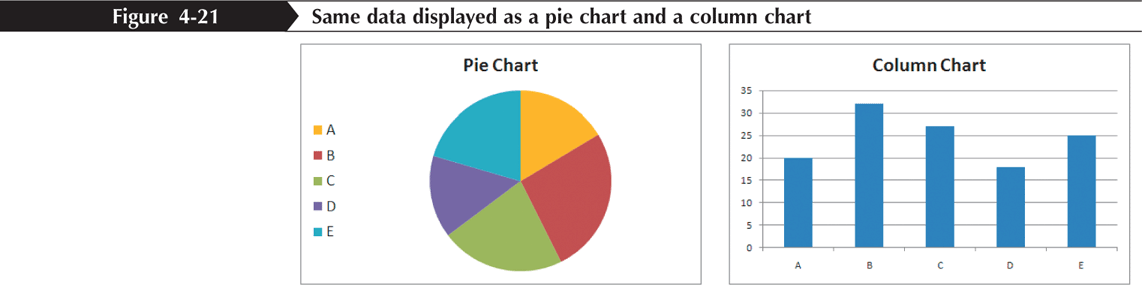 Figure 4-21 Same data displayed as a pie chart and a column chart
Pie Chart
A
B
C
D
E
Column Chart
35
30
25
20
15
10
5
0
A B C D E